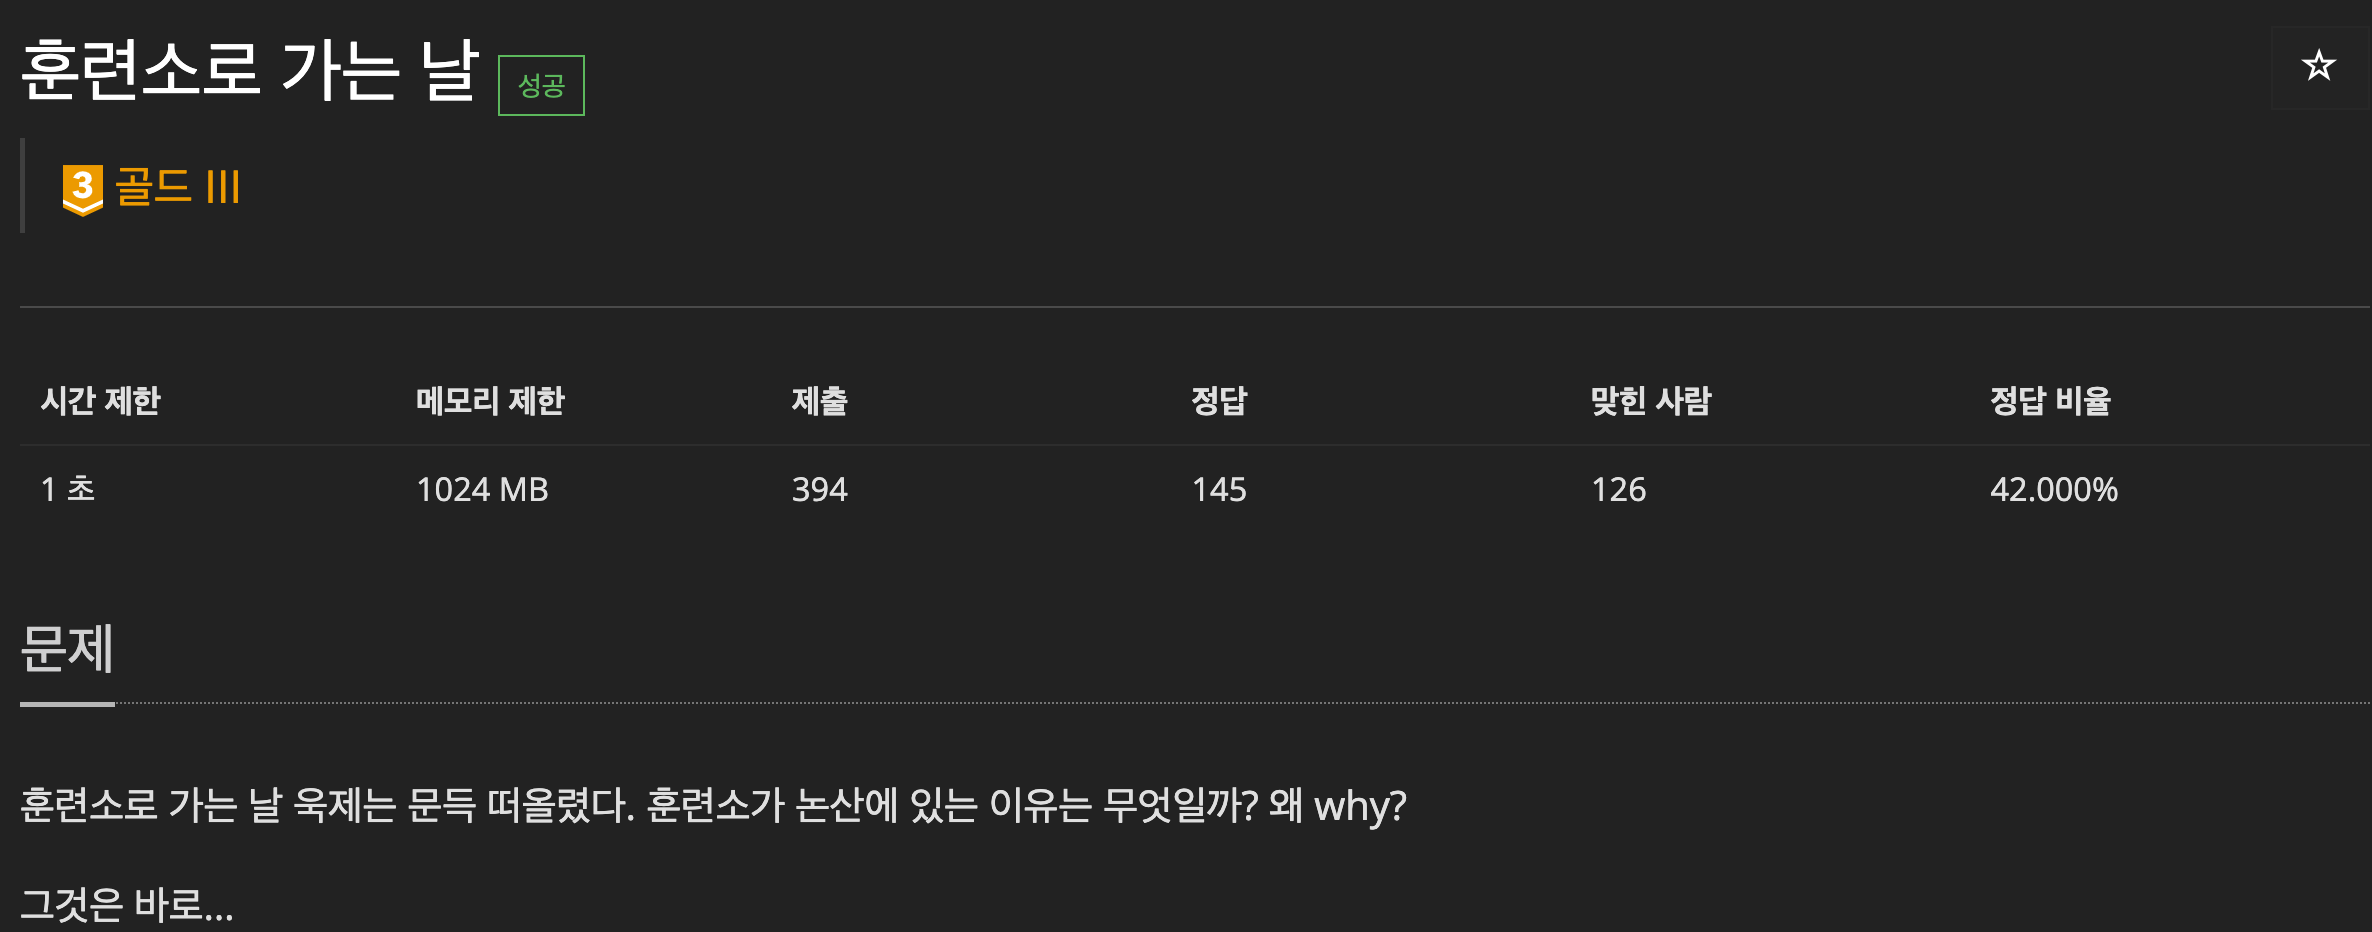 훈련소로 가는 날 성공
3 골드 III
시간 제한 메모리 제한 제출 정답 맞힌 사람 정답 비율
1 초 1024 MB 394 145 126 42.000%
문제
훈련소로 가는 날 욱제는 문득 떠올렸다. 훈련소가 논산에 있는 이유는 무엇일까? 왜 why?
그것은 바로...